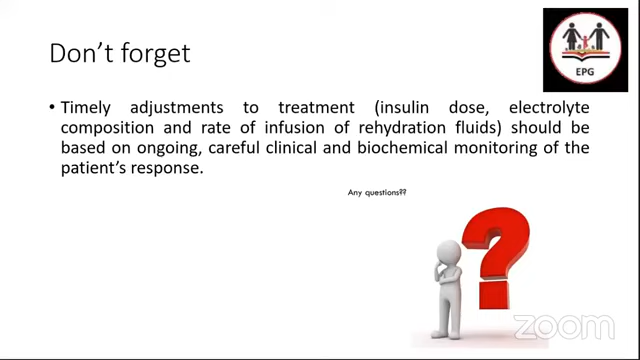 Don't forget
EPG
• Timely adjustments to treatment (insulin dose, electrolyte
composition and rate of infusion of rehydration fluids) should be
based on ongoing, careful clinical and biochemical monitoring of the
patient's response.
Any questions??
zoom